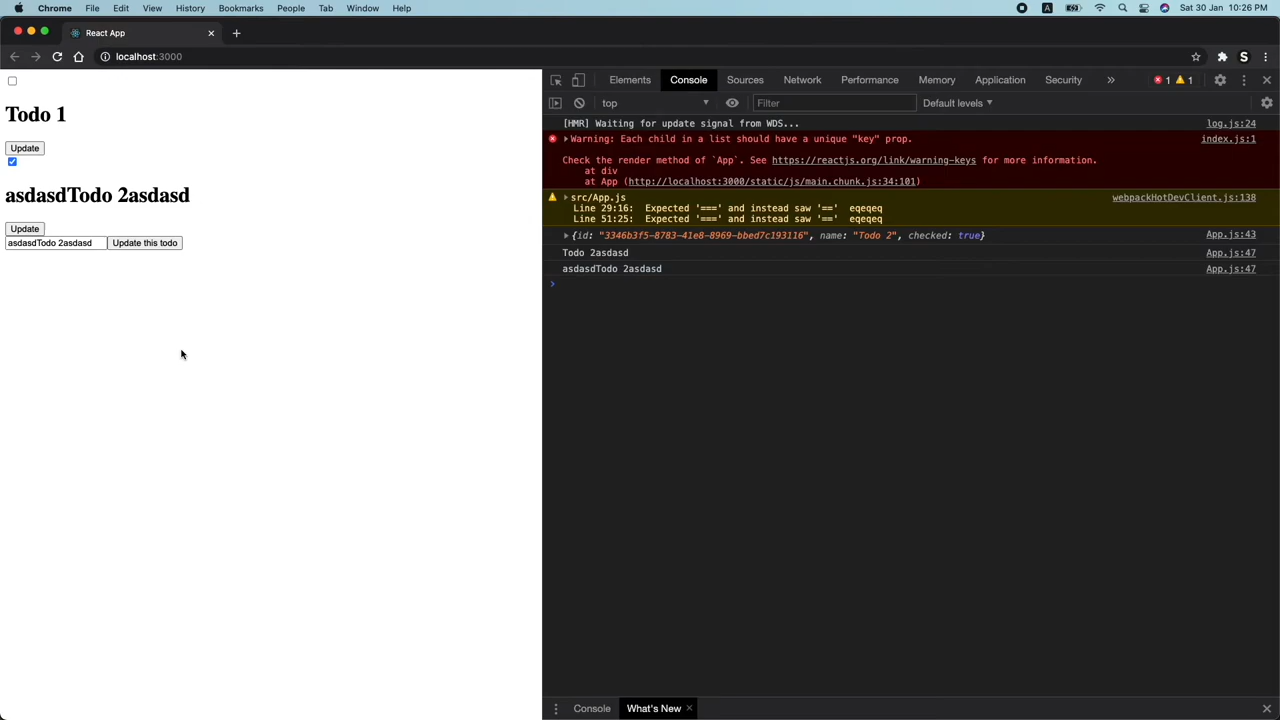 Chrome File Edit View History Bookmarks People Tab Window Help
A
Sat 30 Jan 10:26 PM
React App
localhost:3000
S
Todo 1
Update
asdasdTodo 2asdasd
Update
asdasdTodo 2asdasd Update this todo
Elements Console Sources Network Performance Memory Application Security » 1 1
top Filter Default levels
[HMR] Waiting for update signal from WDS... log.js:24
Warning: Each child in a list should have a unique "key" prop. index.js:1
Check the render method of `App`. See https://reactjs.org/link/warning-keys for more information.
at div
at App (http://localhost:3000/static/js/main.chunk.js:34:101)
src/App.js webpackHotDevClient.js:138
Line 29:16: Expected '===' and instead saw '==' eqeqeq
Line 51:25: Expected '===' and instead saw '==' eqeqeq
{id: "3346b3f5-8783-41e8-8969-bbed7c193116", name: "Todo 2", checked: true} App.js:43
Todo 2asdasd App.js:47
asdasdTodo 2asdasd App.js:47
Console What's New